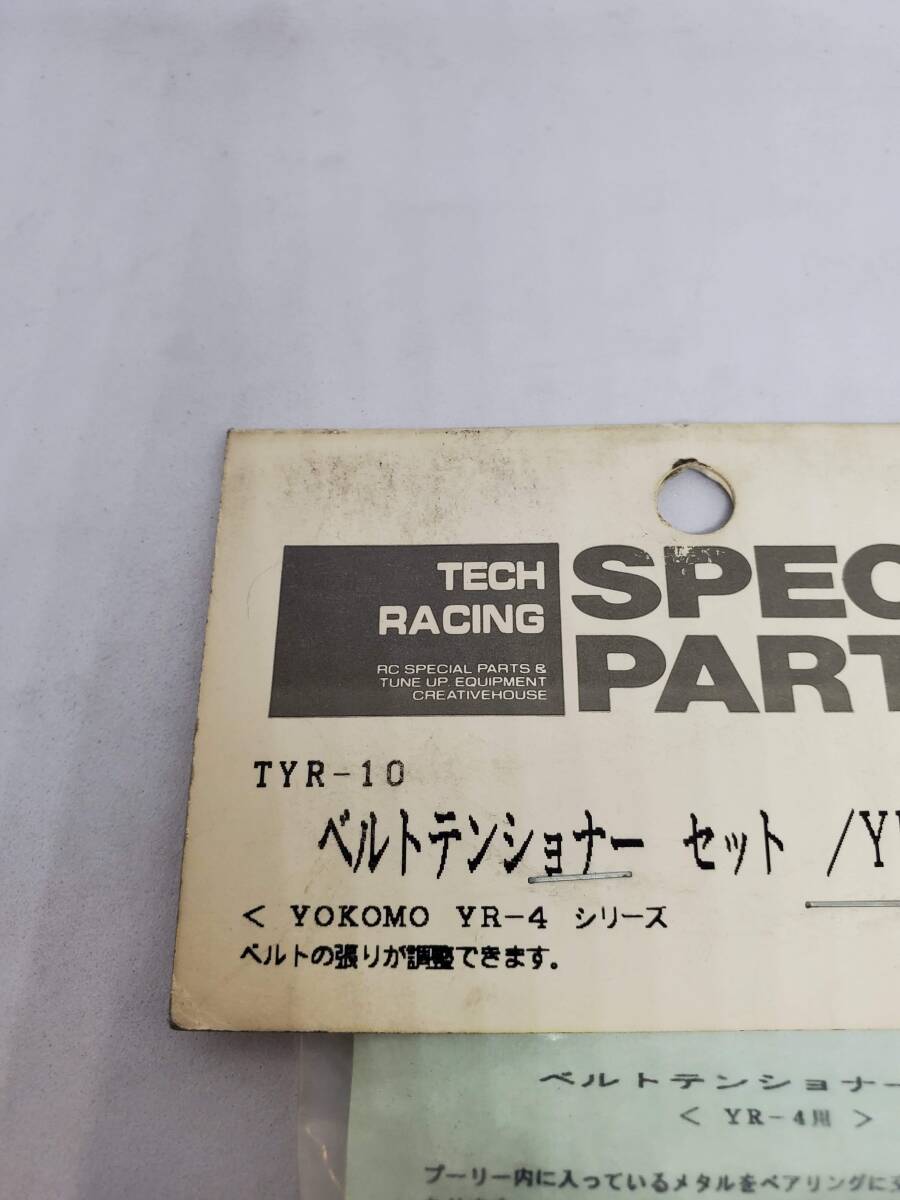 TECH
RACING
RC SPECIAL PARTS &
TUNE UP EQUIPMENT
CREATIVEHOUSE
SPEC
PART
TYR-10
ベルトテンショナー セット /Y
< YOKOMO YR-4 シリーズ
ベルトの張りが調整できます。
ベルトテンショナー
< YR-4用 >
プーリー内に入っているメタルをベアリングに